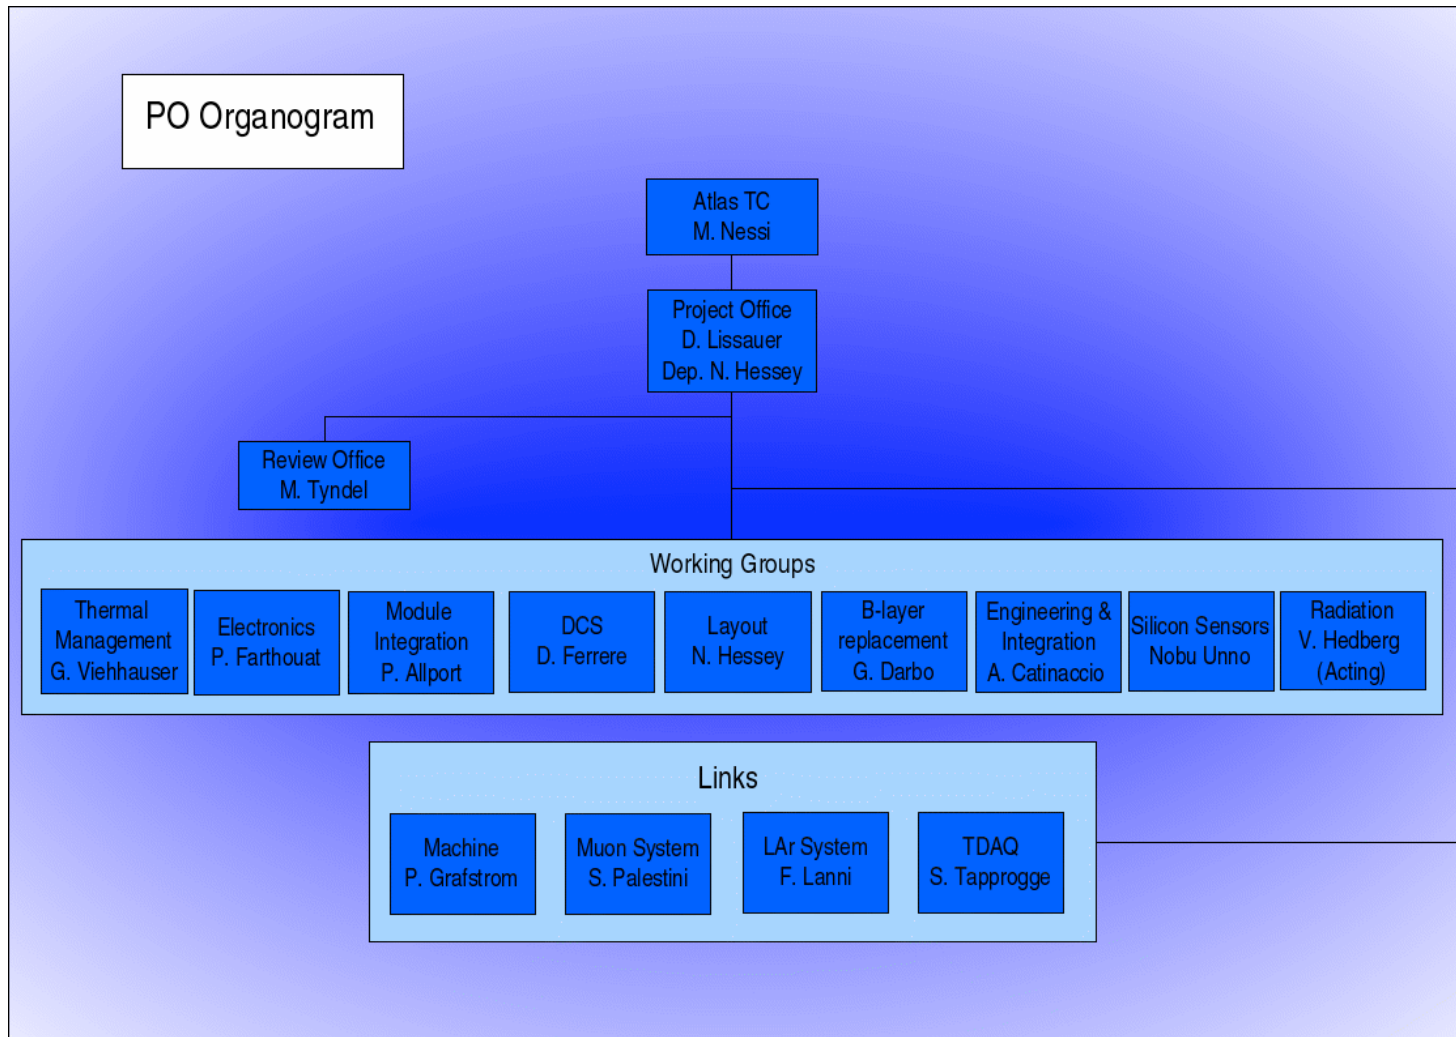 PO Organogram
Atlas TC
M. Nessi
Project Office
D. Lissauer
Dep. N. Hessey
Review Office
M. Tyndel
Working Groups
Thermal
Management
G. Viehhauser
Electronics
P. Farthouat
Module
Integration
P. Allport
DCS
D. Ferrere
Layout
N. Hessey
B-layer
replacement
G. Darbo
Engineering &
Integration
A. Catinaccio
Silicon Sensors
Nobu Unno
Radiation
V. Hedberg
(Acting)
Links
Machine
P. Grafstrom
Muon System
S. Palestini
LAr System
F. Lanni
TDAQ
S. Tapprogge